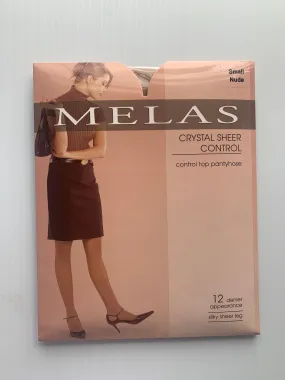 Small
Nude
MELAS
CRYSTAL SHEER
CONTROL
control top pantyhose
12 denier
appearance
silky sheer leg